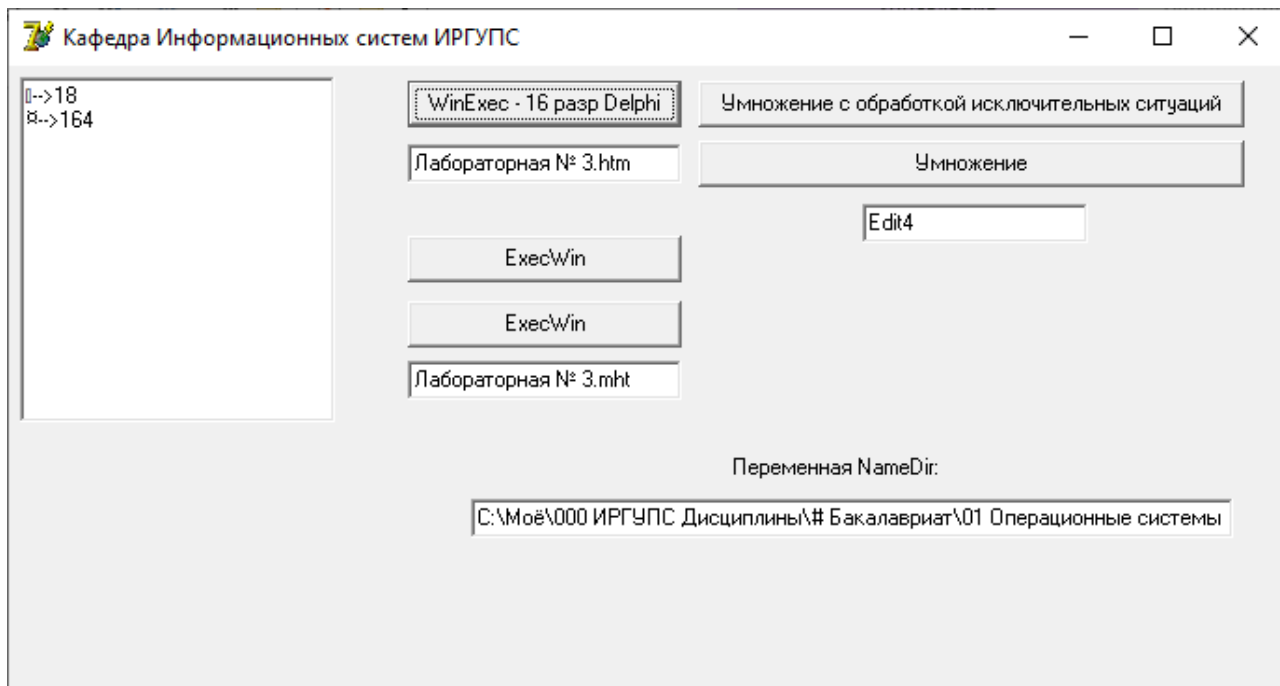 Кафедра Информационных систем ИРГУПС
▯-->18
¤-->164
WinExec - 16 разр Delphi
Умножение с обработкой исключительных ситуаций
Лабораторная № 3.htm
Умножение
Edit4
ExecWin
ExecWin
Лабораторная № 3.mht
Переменная NameDir:
C:\Моё\000 ИРГУПС Дисциплины\# Бакалавриат\01 Операционные системы